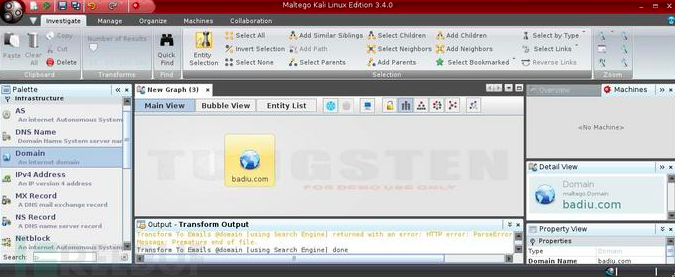 Maltego Kali Linux Edition 3.4.0
Investigate Manage Organize Machines Collaboration
Paste Copy Cut Delete Clear Graph
Number of Results
Quick Find
Entity Selection
Select All
Invert Selection
Select None
Add Similar Siblings
Add Path
Select Parents
Select Children
Select Neighbors
Add Parents
Add Children
Add Neighbors
Select Bookmarked
Select by Type
Select Links
Reverse Links
Clipboard Transforms Find Selection Zoom
Palette
Infrastructure
AS
An internet Autonomous System
DNS Name
Domain Name System server name
Domain
An internet domain
IPv4 Address
An IP version 4 address
MX Record
A DNS mail exchange record
NS Record
A DNS name server record
Netblock
An internet Autonomous System
Search:
New Graph (3)
Main View Bubble View Entity List
TUNGSTEN
FOR DEMO USE ONLY
badiu.com
Output - Transform Output
Transform To Emails @domain [using Search Engine] returned with an error: HTTP error: ParseError
Message: Premature end of file.
Transform To Emails @domain [using Search Engine] done
Overview Machines
<No Machine>
Detail View
Domain
maltego.Domain
badiu.com
Property View
Properties
Type Domain
Domain Name badiu.com